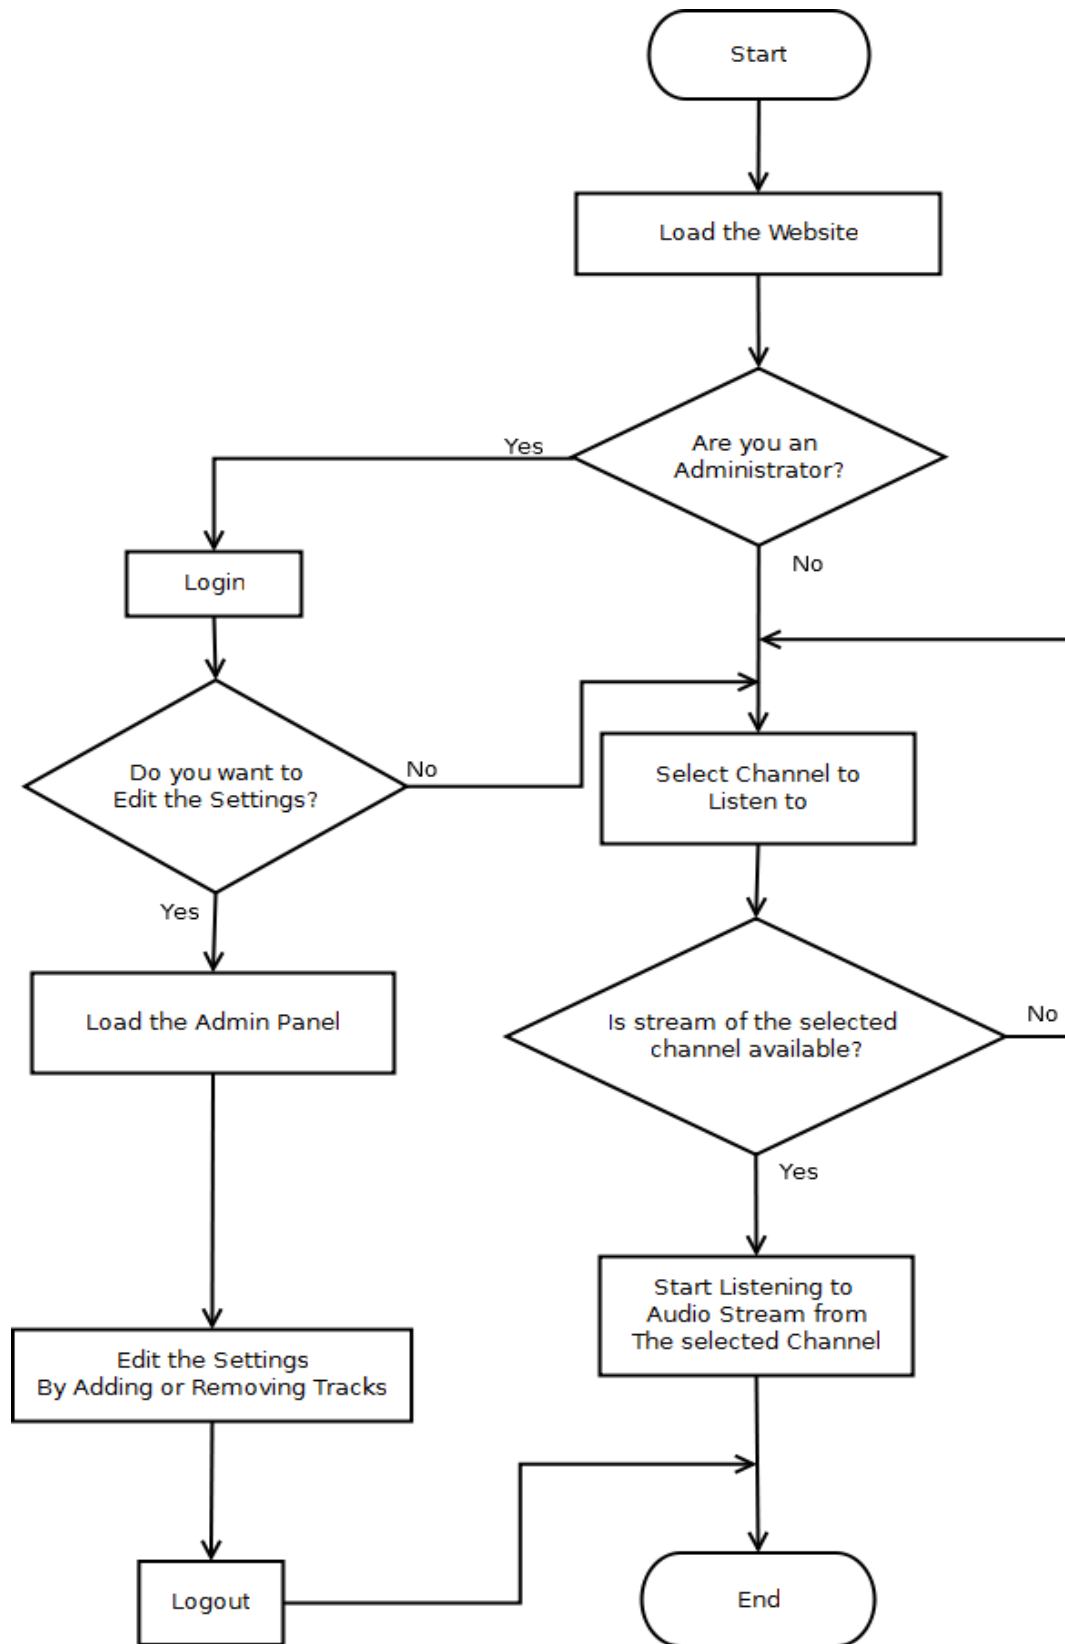 Start
Load the Website
Are you an
Administrator?
Yes
No
Login
Do you want to
Edit the Settings?
No
Yes
Select Channel to
Listen to
Load the Admin Panel
Is stream of the selected
channel available?
No
Yes
Start Listening to
Audio Stream from
The selected Channel
Edit the Settings
By Adding or Removing Tracks
Logout
End